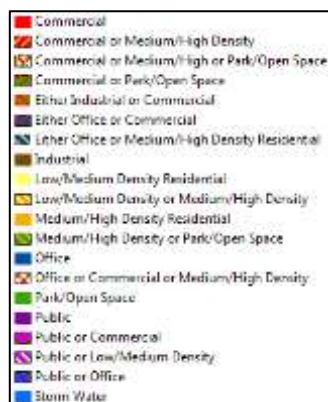 Commercial
Commercial or Medium/High Density
Commercial or Medium/High or Park/Open Space
Commercial or Park/Open Space
Either Industrial or Commercial
Either Office or Commercial
Either Office or Medium/High Density Residential
Industrial
Low/Medium Density Residential
Low/Medium Density or Medium/High Density
Medium/High Density Residential
Medium/High Density or Park/Open Space
Office
Office or Commercial or Medium/High Density
Park/Open Space
Public
Public or Commercial
Public or Low/Medium Density
Public or Office
Storm Water